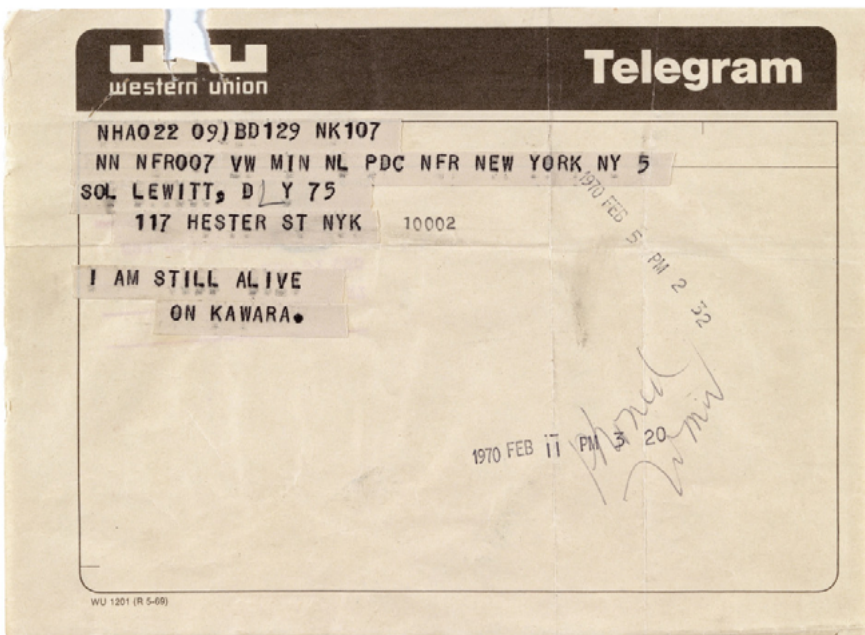 western union
Telegram
NHA022 09)BD129 NK107
NN NFR007 VW MIN NL PDC NFR NEW YORK NY 5
SOL LEWITT, D L Y 75
117 HESTER ST NYK 10002
I AM STILL ALIVE
ON KAWARA.
1970 FEB 5 PM 2 32
phoned
1970 FEB 11 PM 3 20
WU 1201 (R 5-69)